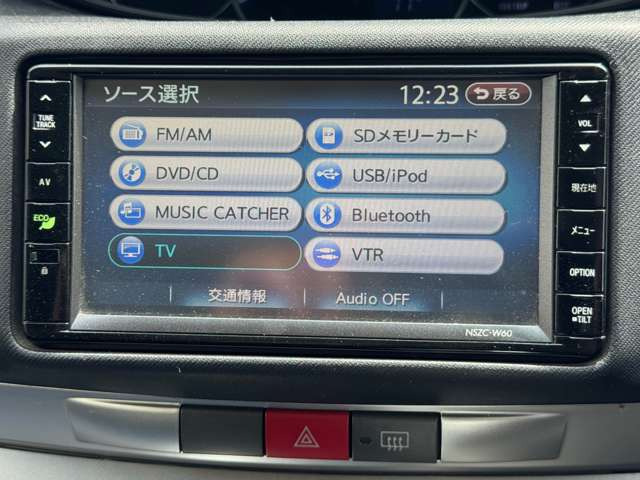 ソース選択 12:23 戻る
FM/AM SDメモリーカード
DVD/CD USB/iPod
MUSIC CATCHER Bluetooth
TV VTR
交通情報 Audio OFF
NSZC-W60
TUNE
TRACK
AV
ECO
VOL
現在地
メニュー
OPTION
OPEN
TILT